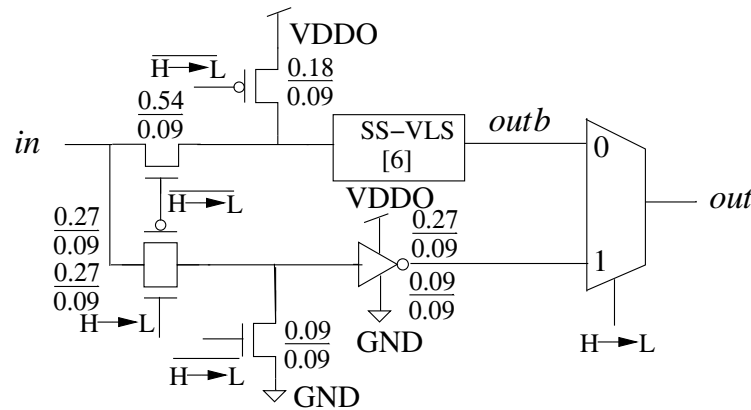 VDDO
H→L
0.18
0.09
0.54
0.09
in
SS−VLS
[6]
outb
0
H→L
VDDO
out
0.27
0.09
0.27
0.09
0.27
0.09
0.09
0.09
1
H→L
GND
0.09
0.09
H→L
H→L
GND